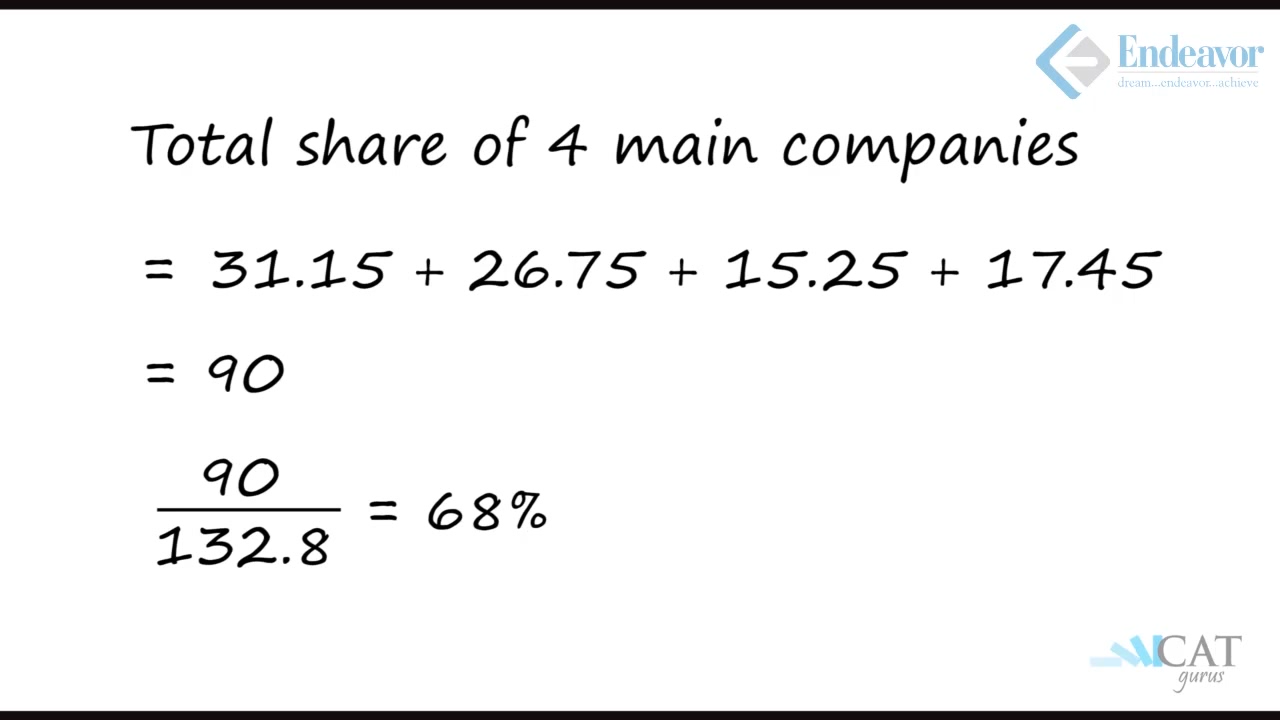 Endeavor
dream...endeavor...achieve
Total share of 4 main companies
= 31.15 + 26.75 + 15.25 + 17.45
= 90
90
132.8
= 68%
CAT
gurus